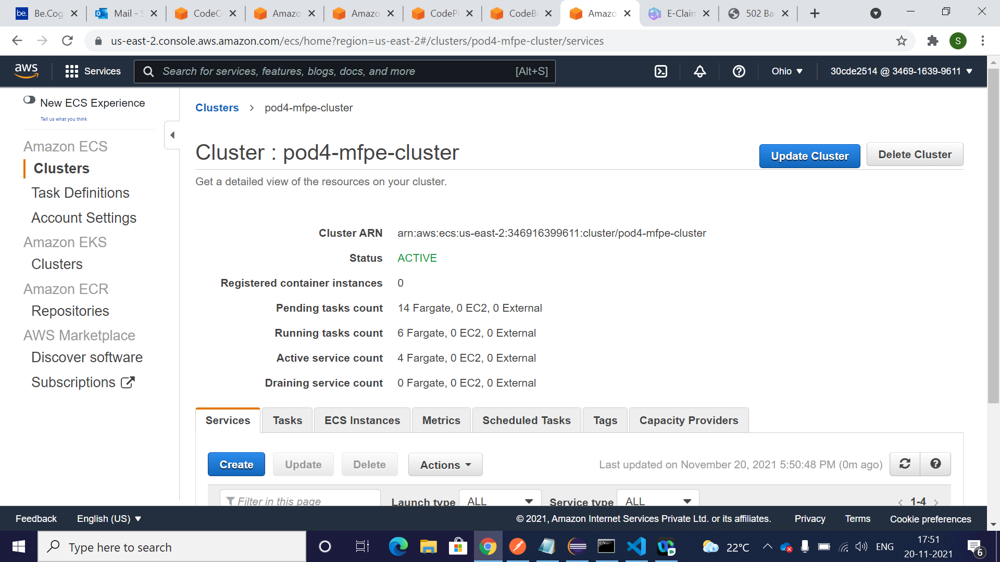 be. Be.Cog
Mail - S
CodeC
Amazo
Amazo
CodePi
CodeB
Amazo
E-Clain
502 Ba
us-east-2.console.aws.amazon.com/ecs/home?region=us-east-2#/clusters/pod4-mfpe-cluster/services
S
aws
Services
Search for services, features, blogs, docs, and more
[Alt+S]
Ohio
30cde2514 @ 3469-1639-9611
New ECS Experience
Tell us what you think
Amazon ECS
Clusters
Task Definitions
Account Settings
Amazon EKS
Clusters
Amazon ECR
Repositories
AWS Marketplace
Discover software
Subscriptions
Clusters > pod4-mfpe-cluster
Cluster : pod4-mfpe-cluster
Update Cluster
Delete Cluster
Get a detailed view of the resources on your cluster.
Cluster ARN arn:aws:ecs:us-east-2:346916399611:cluster/pod4-mfpe-cluster
Status ACTIVE
Registered container instances 0
Pending tasks count 14 Fargate, 0 EC2, 0 External
Running tasks count 6 Fargate, 0 EC2, 0 External
Active service count 4 Fargate, 0 EC2, 0 External
Draining service count 0 Fargate, 0 EC2, 0 External
Services
Tasks
ECS Instances
Metrics
Scheduled Tasks
Tags
Capacity Providers
Create
Update
Delete
Actions
Last updated on November 20, 2021 5:50:48 PM (0m ago)
Filter in this page
Launch type ALL
Service type ALL
1-4
Feedback
English (US)
© 2021, Amazon Internet Services Private Ltd. or its affiliates.
Privacy
Terms
Cookie preferences
Type here to search
22°C
ENG
17:51
20-11-2021
6